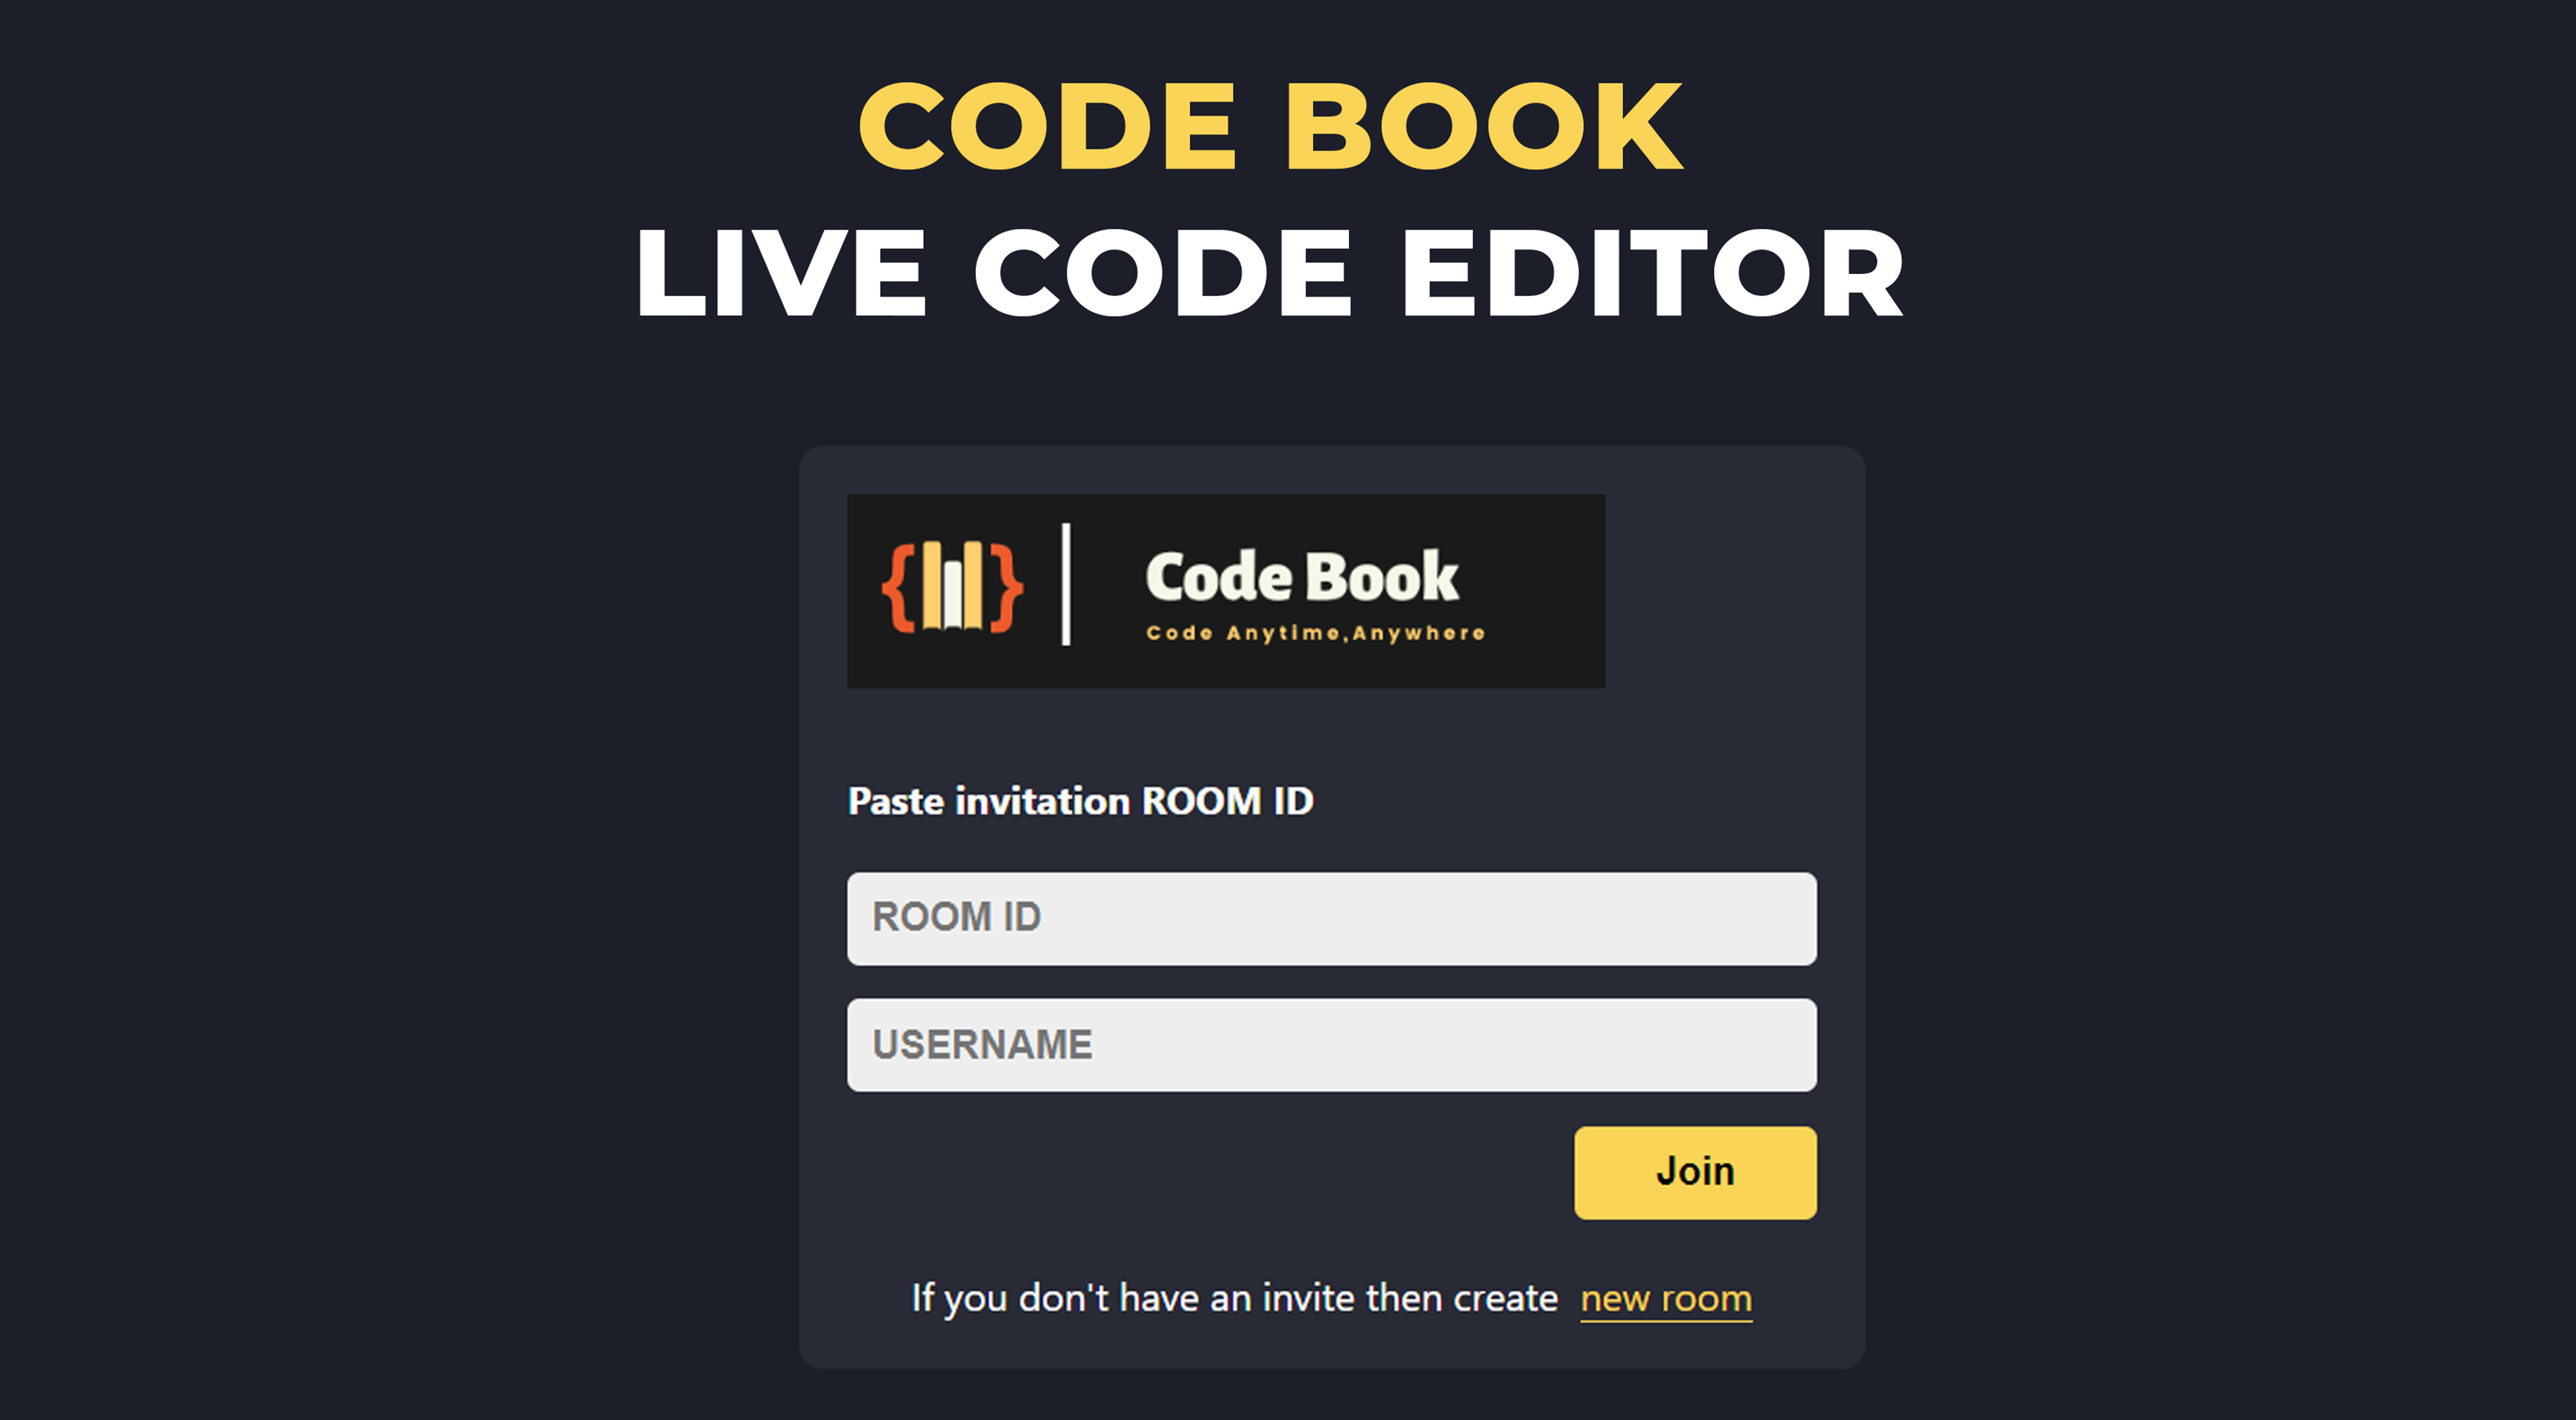 CODE BOOK
LIVE CODE EDITOR
Code Book
Code Anytime,Anywhere
Paste invitation ROOM ID
ROOM ID
USERNAME
Join
If you don't have an invite then create new room